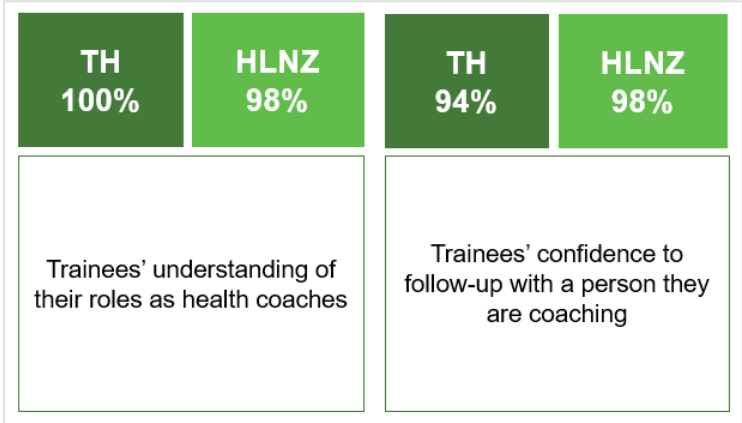 TH
100%
HLNZ
98%
TH
94%
HLNZ
98%
Trainees’ understanding of
their roles as health coaches
Trainees’ confidence to
follow-up with a person they
are coaching